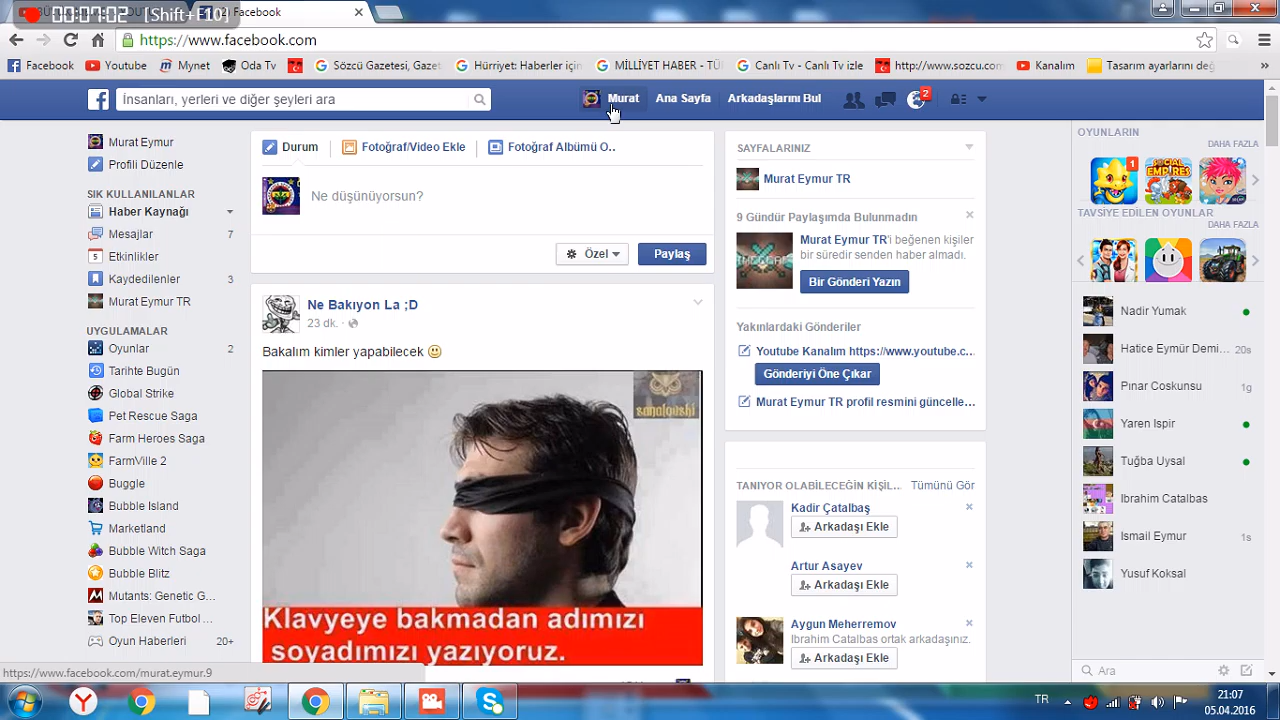 00:01:02 [Shift+F10]
https://www.facebook.com
Facebook
Youtube
Mynet
Oda Tv
Sözcü Gazetesi, Gazet
Hürriyet: Haberler için
MİLLİYET HABER - TÜ
Canlı Tv - Canlı Tv izle
http://www.sozcu.com
Kanalım
Tasarım ayarlarını değ
»
İnsanları, yerleri ve diğer şeyleri ara
Murat
Ana Sayfa
Arkadaşlarını Bul
2
Murat Eymur
Profili Düzenle
SIK KULLANILANLAR
Haber Kaynağı
Mesajlar 7
5 Etkinlikler
Kaydedilenler 3
Murat Eymur TR
UYGULAMALAR
Oyunlar 2
Tarihte Bugün
Global Strike
Pet Rescue Saga
Farm Heroes Saga
FarmVille 2
Buggle
Bubble Island
Marketland
Bubble Witch Saga
Bubble Blitz
Mutants: Genetic G...
Top Eleven Futbol ...
Oyun Haberleri 20+
Durum
Fotoğraf/Video Ekle
Fotoğraf Albümü O..
Ne düşünüyorsun?
Özel
Paylaş
Ne Bakıyon La ;D
23 dk. ·
Bakalım kimler yapabilecek
sanalgushi
Klavyeye bakmadan adımızı
soyadımızı yazıyoruz.
SAYFALARINIZ
Murat Eymur TR
9 Gündür Paylaşımda Bulunmadın
Murat Eymur TR'i beğenen kişiler
bir süredir senden haber almadı.
Bir Gönderi Yazın
Yakınlardaki Gönderiler
Youtube Kanalım https://www.youtube.c...
Gönderiyi Öne Çıkar
Murat Eymur TR profil resmini güncelle...
TANIYOR OLABİLECEĞİN KİŞİL... Tümünü Gör
Kadir Çatalbaş
Arkadaşı Ekle
Artur Asayev
Arkadaşı Ekle
Aygun Meherremov
Ibrahim Catalbas ortak arkadaşınız.
Arkadaşı Ekle
OYUNLARIN
DAHA FAZLA
1
SOCIAL EMPIRES
TAVSİYE EDİLEN OYUNLAR
DAHA FAZLA
Nadir Yumak
Hatice Eymür Demi... 20s
Pınar Coskunsu 1g
Yaren Ispir
Tuğba Uysal
Ibrahim Catalbas
Ismail Eymur 1s
Yusuf Koksal
Ara
https://www.facebook.com/murat.eymur.9
TR
21:07
05.04.2016